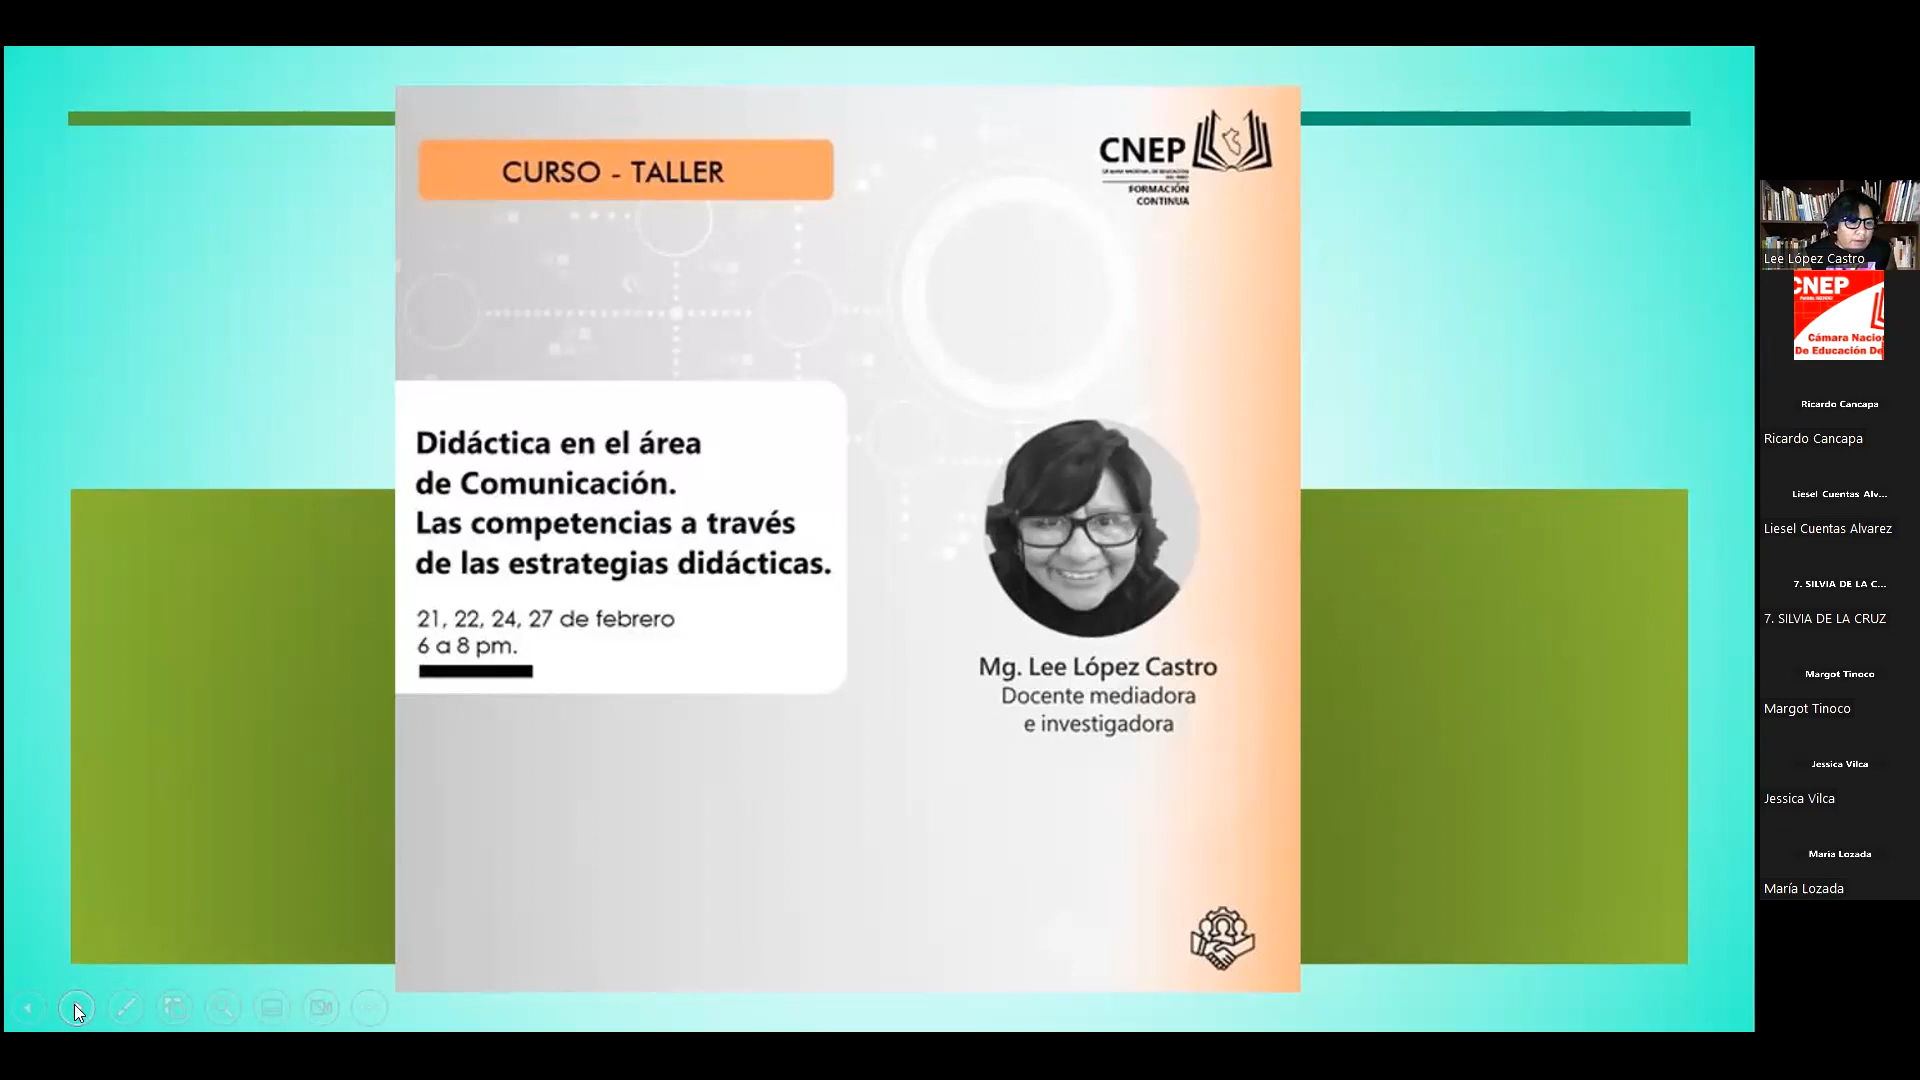 CURSO - TALLER
CNEP
FORMACIÓN
CONTINUA
Didáctica en el área
de Comunicación.
Las competencias a través
de las estrategias didácticas.
21, 22, 24, 27 de febrero
6 a 8 pm.
Mg. Lee López Castro
Docente mediadora
e investigadora
Lee López Castro
CNEP
Cámara Nacio
De Educación De
Ricardo Cancapa
Ricardo Cancapa
Liesel Cuentas Alv...
Liesel Cuentas Alvarez
7. SILVIA DE LA C...
7. SILVIA DE LA CRUZ
Margot Tinoco
Margot Tinoco
Jessica Vilca
Jessica Vilca
María Lozada
María Lozada